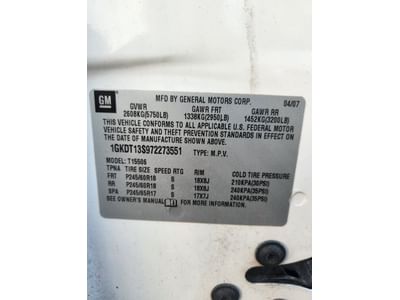 GM MFD BY GENERAL MOTORS CORP. 04/07
GVWR GAWR FRT GAWR RR
2608KG(5750LB) 1338KG(2950LB) 1452KG(3200LB)
THIS VEHICLE CONFORMS TO ALL APPLICABLE U.S. FEDERAL
MOTOR VEHICLE SAFETY STANDARDS IN EFFECT ON THE DATE OF
MANUFACTURE SHOWN ABOVE.
1GKDT13S972273551 TYPE: M.P.V.
MODEL: T15506
TPNA TIRE SIZE SPEED RTG RIM COLD TIRE PRESSURE
FRT P245/60R18 S 18X8J 210KPA(30PSI)
RR P245/60R18 S 18X8J 240KPA(35PSI)
SPA P245/65R17 S 17X7J 240KPA(35PSI)
SEE OWNER'S MANUAL FOR MORE INFORMATION.